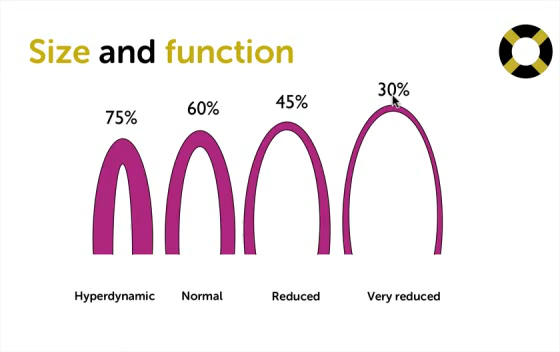 Size and function
75%
60%
45%
30%
Hyperdynamic
Normal
Reduced
Very reduced